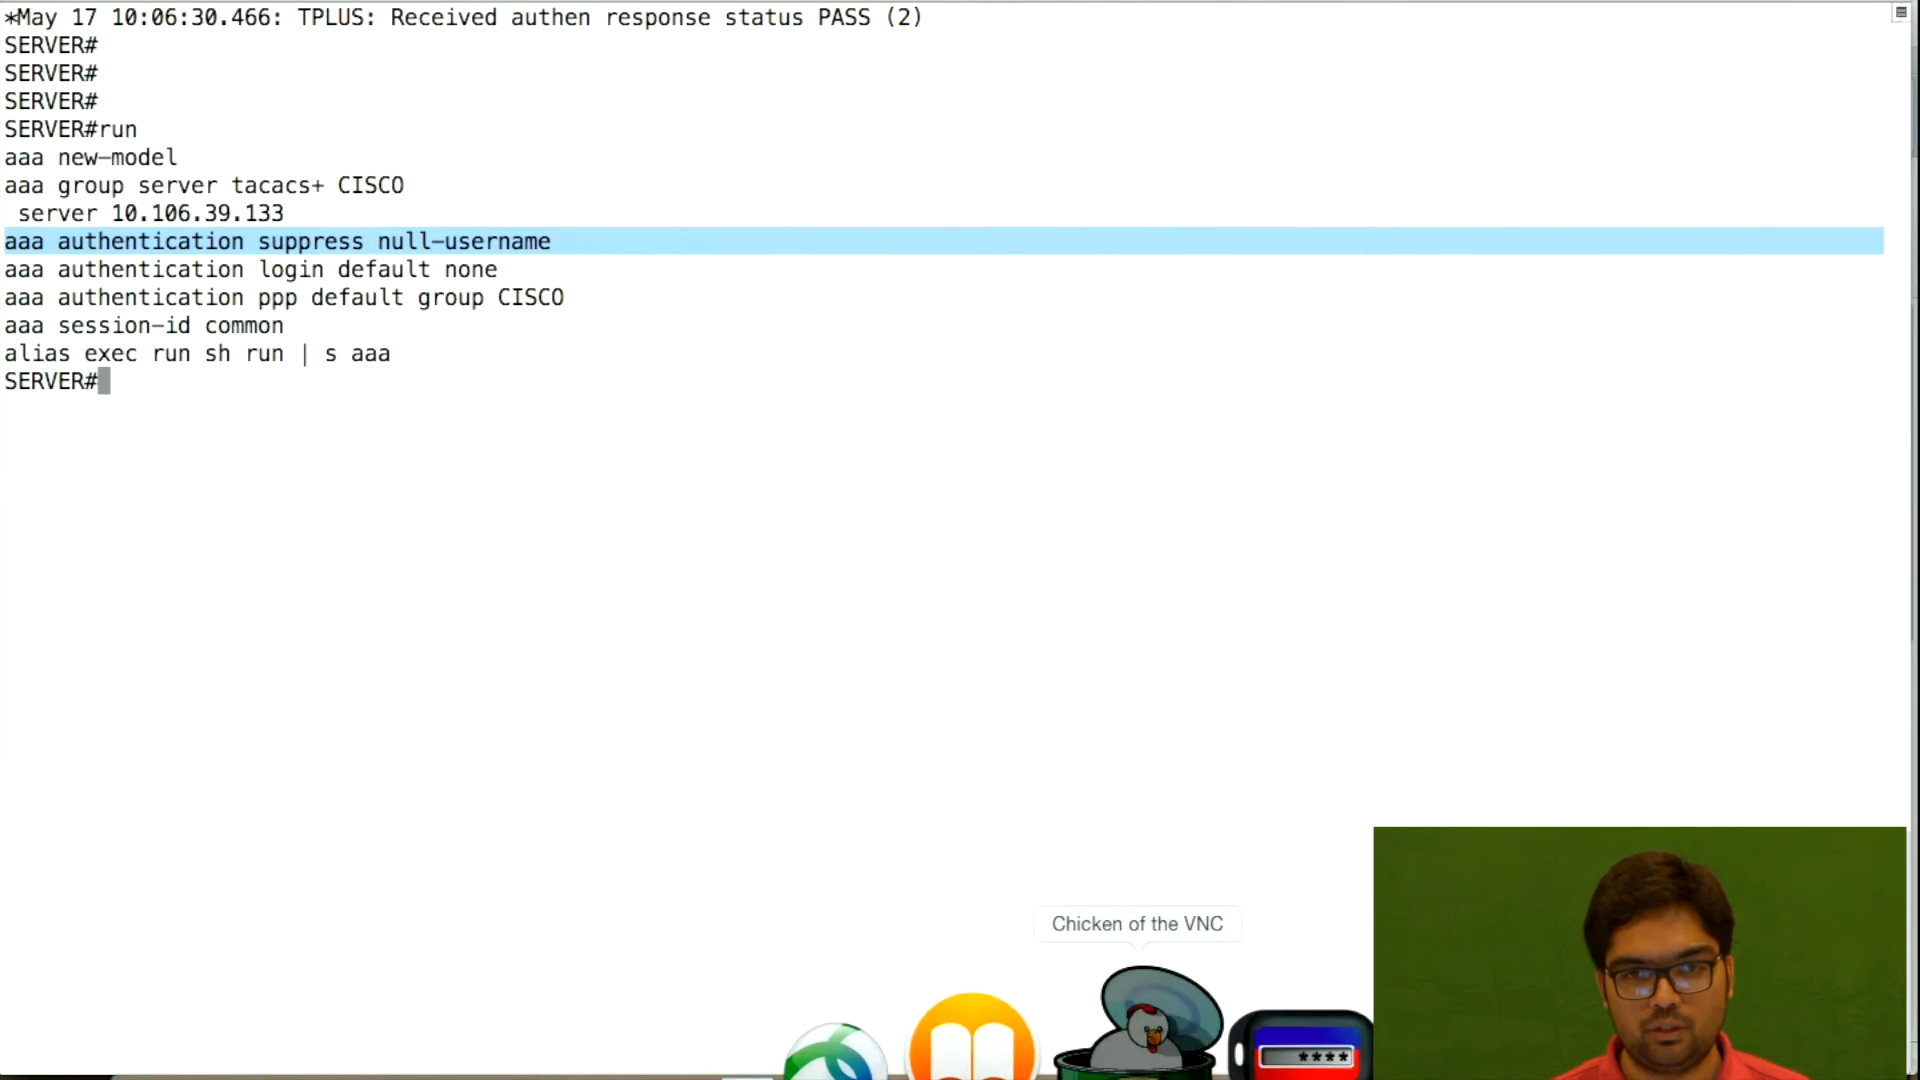 *May 17 10:06:30.466: TPLUS: Received authen response status PASS (2)
SERVER#
SERVER#
SERVER#
SERVER#run
aaa new-model
aaa group server tacacs+ CISCO
 server 10.106.39.133
aaa authentication suppress null-username
aaa authentication login default none
aaa authentication ppp default group CISCO
aaa session-id common
alias exec run sh run | s aaa
SERVER#
Chicken of the VNC
****